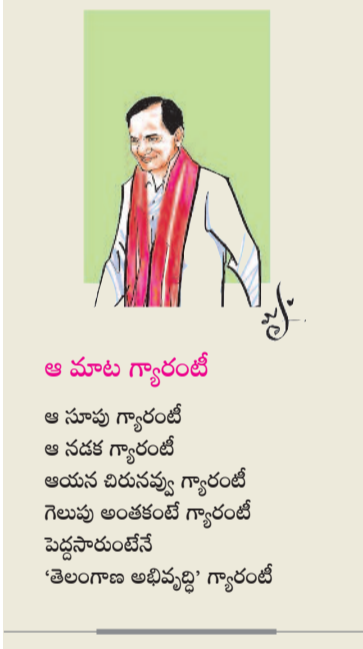 ఆ మాట గ్యారంటీ
ఆ సూపు గ్యారంటీ
ఆ నడక గ్యారంటీ
ఆయన చిరునవ్వు గ్యారంటీ
గెలుపు అంతకంటే గ్యారంటీ
పెద్దసారుంటేనే
‘తెలంగాణ అభివృద్ధి’ గ్యారంటీ